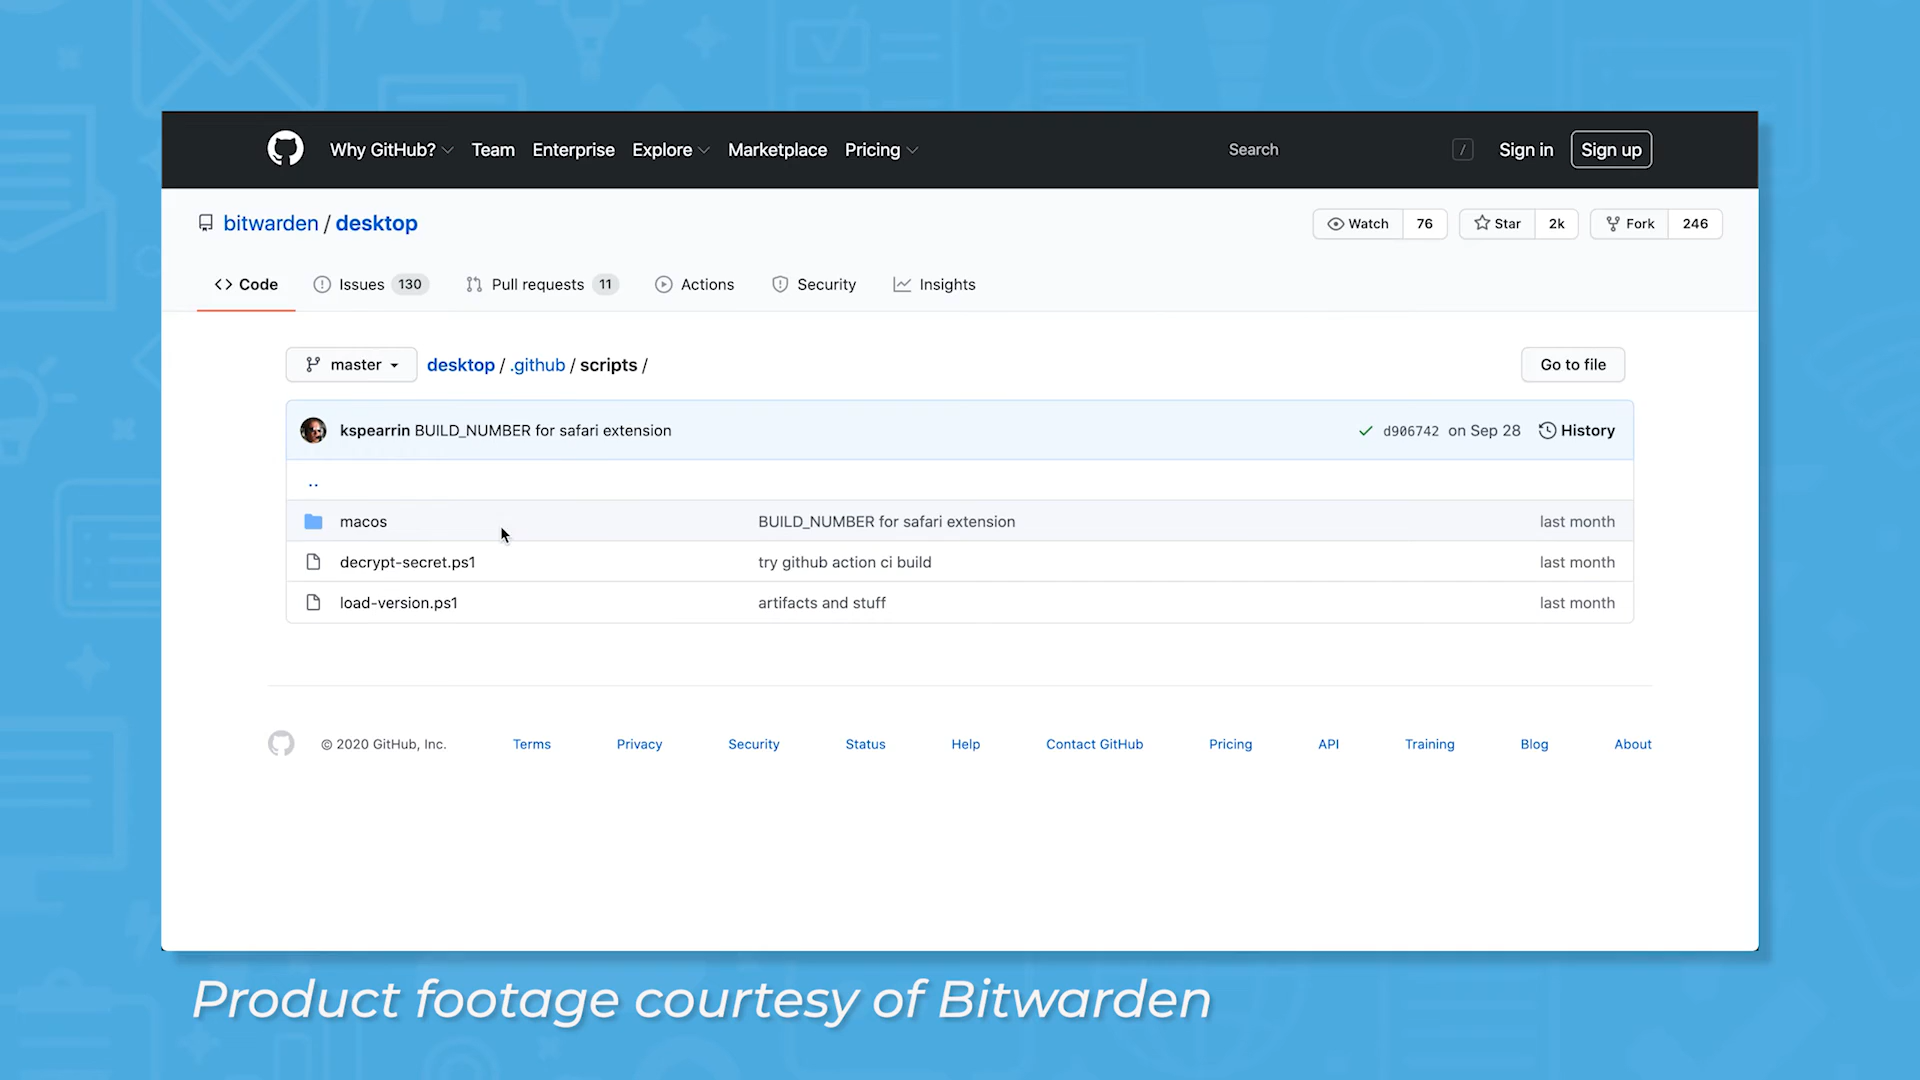 Why GitHub? Team Enterprise Explore Marketplace Pricing Search / Sign in Sign up
bitwarden / desktop Watch 76 Star 2k Fork 246
<> Code Issues 130 Pull requests 11 Actions Security Insights
master desktop / .github / scripts / Go to file
kspearrin BUILD_NUMBER for safari extension d906742 on Sep 28 History
..
macos BUILD_NUMBER for safari extension last month
decrypt-secret.ps1 try github action ci build last month
load-version.ps1 artifacts and stuff last month
© 2020 GitHub, Inc. Terms Privacy Security Status Help Contact GitHub Pricing API Training Blog About
Product footage courtesy of Bitwarden